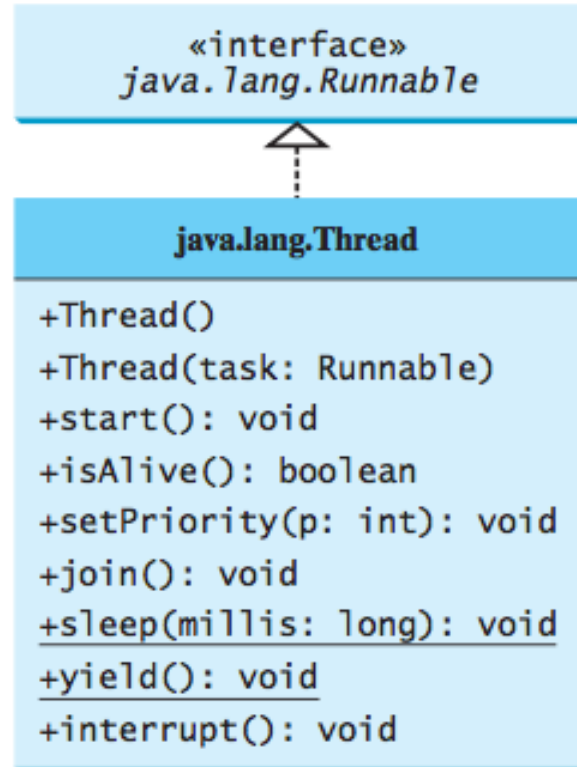 «interface»
java.lang.Runnable
java.lang.Thread
+Thread()
+Thread(task: Runnable)
+start(): void
+isAlive(): boolean
+setPriority(p: int): void
+join(): void
+sleep(millis: long): void
+yield(): void
+interrupt(): void